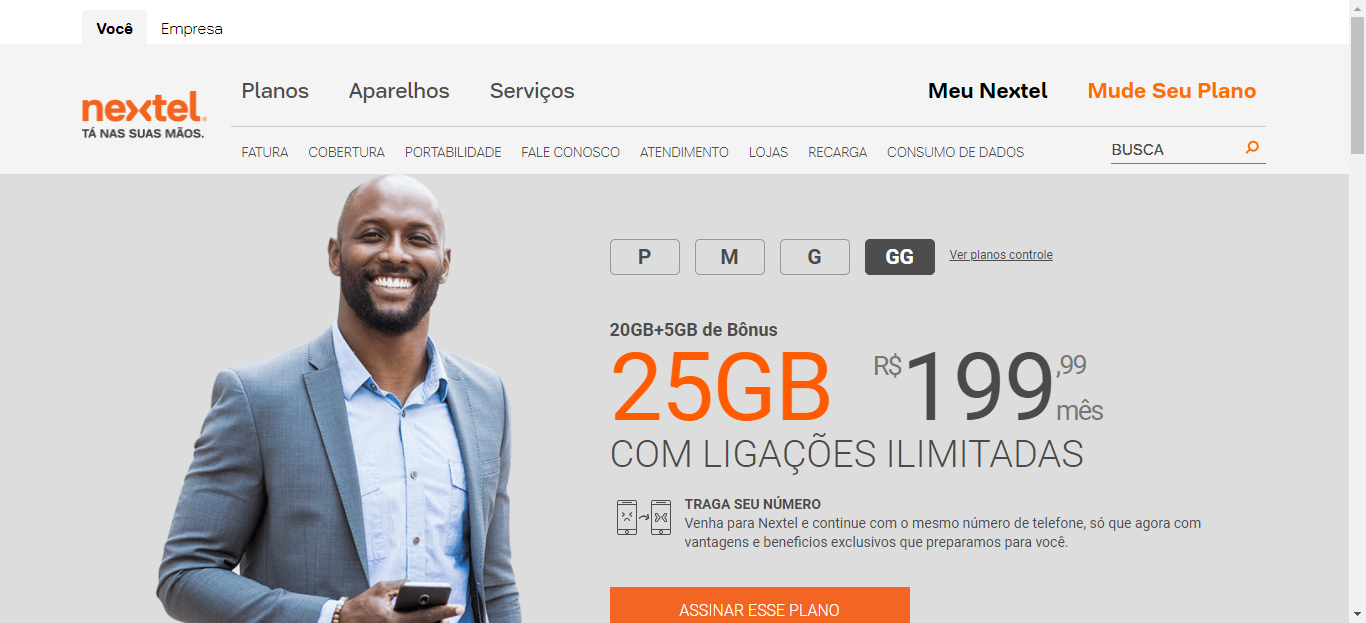 Você Empresa
Planos Aparelhos Serviços Meu Nextel Mude Seu Plano
nextel.
TÁ NAS SUAS MÃOS.
FATURA COBERTURA PORTABILIDADE FALE CONOSCO ATENDIMENTO LOJAS RECARGA CONSUMO DE DADOS BUSCA
P M G GG Ver planos controle
20GB+5GB de Bônus
25GB R$199,99 mês
COM LIGAÇÕES ILIMITADAS
TRAGA SEU NÚMERO
Venha para Nextel e continue com o mesmo número de telefone, só que agora com
vantagens e beneficios exclusivos que preparamos para você.
ASSINAR ESSE PLANO